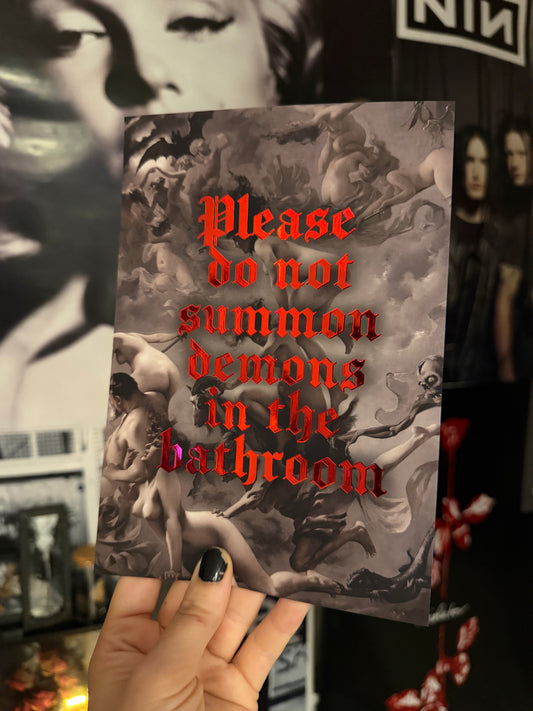 NIN
Please
do not
summon
demons
in the
bathroom